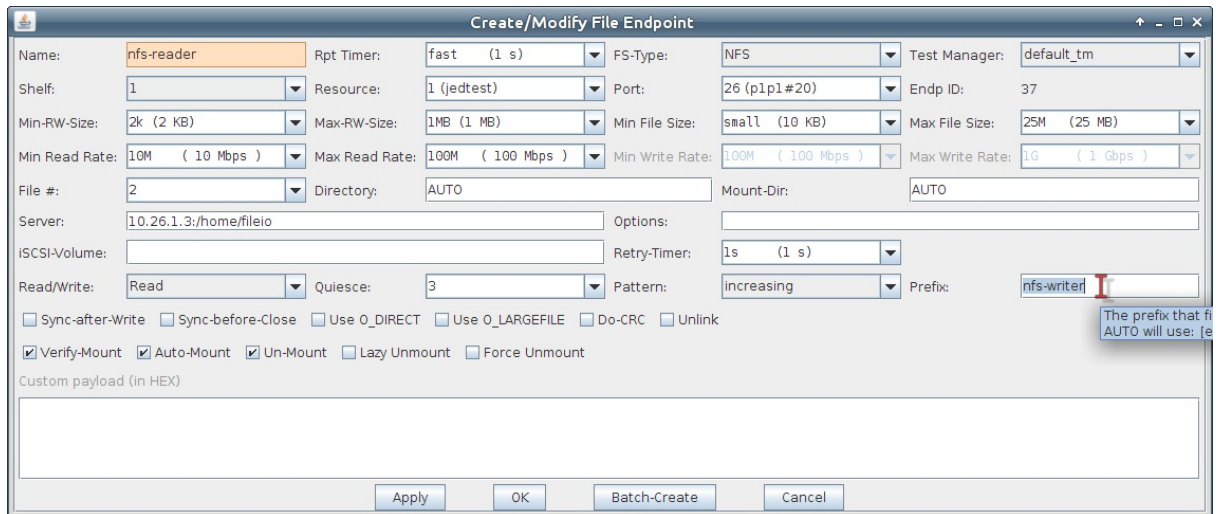 Create/Modify File Endpoint
Name: nfs-reader Rpt Timer: fast (1 s) FS-Type: NFS Test Manager: default_tm
Shelf: 1 Resource: 1 (jedtest) Port: 26 (p1p1#20) Endp ID: 37
Min-RW-Size: 2k (2 KB) Max-RW-Size: 1MB (1 MB) Min File Size: small (10 KB) Max File Size: 25M (25 MB)
Min Read Rate: 10M ( 10 Mbps ) Max Read Rate: 100M ( 100 Mbps ) Min Write Rate: 100M ( 100 Mbps ) Max Write Rate: 1G ( 1 Gbps )
File #: 2 Directory: AUTO Mount-Dir: AUTO
Server: 10.26.1.3:/home/fileio Options:
iSCSI-Volume: Retry-Timer: 1s (1 s)
Read/Write: Read Quiesce: 3 Pattern: increasing Prefix: nfs-writer
Sync-after-Write Sync-before-Close Use O_DIRECT Use O_LARGEFILE Do-CRC Unlink
The prefix that fi
AUTO will use: [e
Verify-Mount Auto-Mount Un-Mount Lazy Unmount Force Unmount
Custom payload (in HEX)
Apply OK Batch-Create Cancel